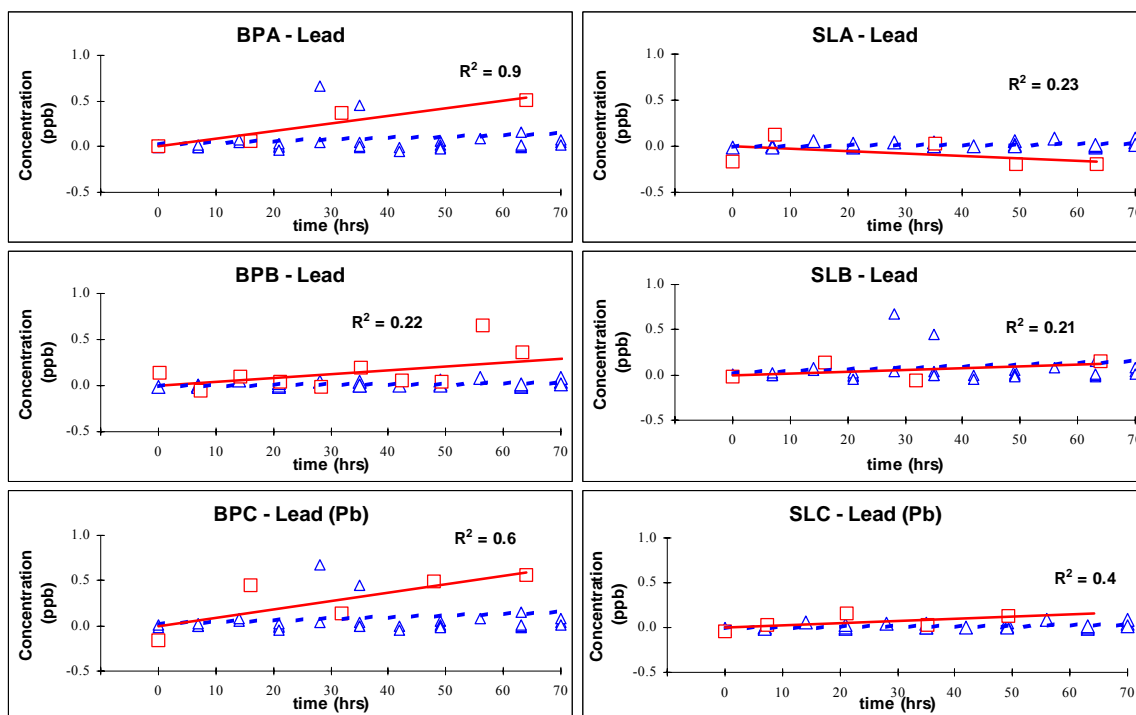 BPA - Lead
R² = 0.9
1.0
0.5
0.0
-0.5
Concentration
(ppb)
0 10 20 30 40 50 60 70
time (hrs)
SLA - Lead
R² = 0.23
1.0
0.5
0.0
-0.5
Concentration
(ppb)
0 10 20 30 40 50 60 70
time (hrs)
BPB - Lead
R² = 0.22
1.0
0.5
0.0
-0.5
Concentration
(ppb)
0 10 20 30 40 50 60 70
time (hrs)
SLB - Lead
R² = 0.21
1.0
0.5
0.0
-0.5
Concentration
(ppb)
0 10 20 30 40 50 60 70
time (hrs)
BPC - Lead (Pb)
R² = 0.6
1.0
0.5
0.0
-0.5
Concentration
(ppb)
0 10 20 30 40 50 60 70
time (hrs)
SLC - Lead (Pb)
R² = 0.4
1.0
0.5
0.0
-0.5
Concentration
(ppb)
0 10 20 30 40 50 60 70
time (hrs)